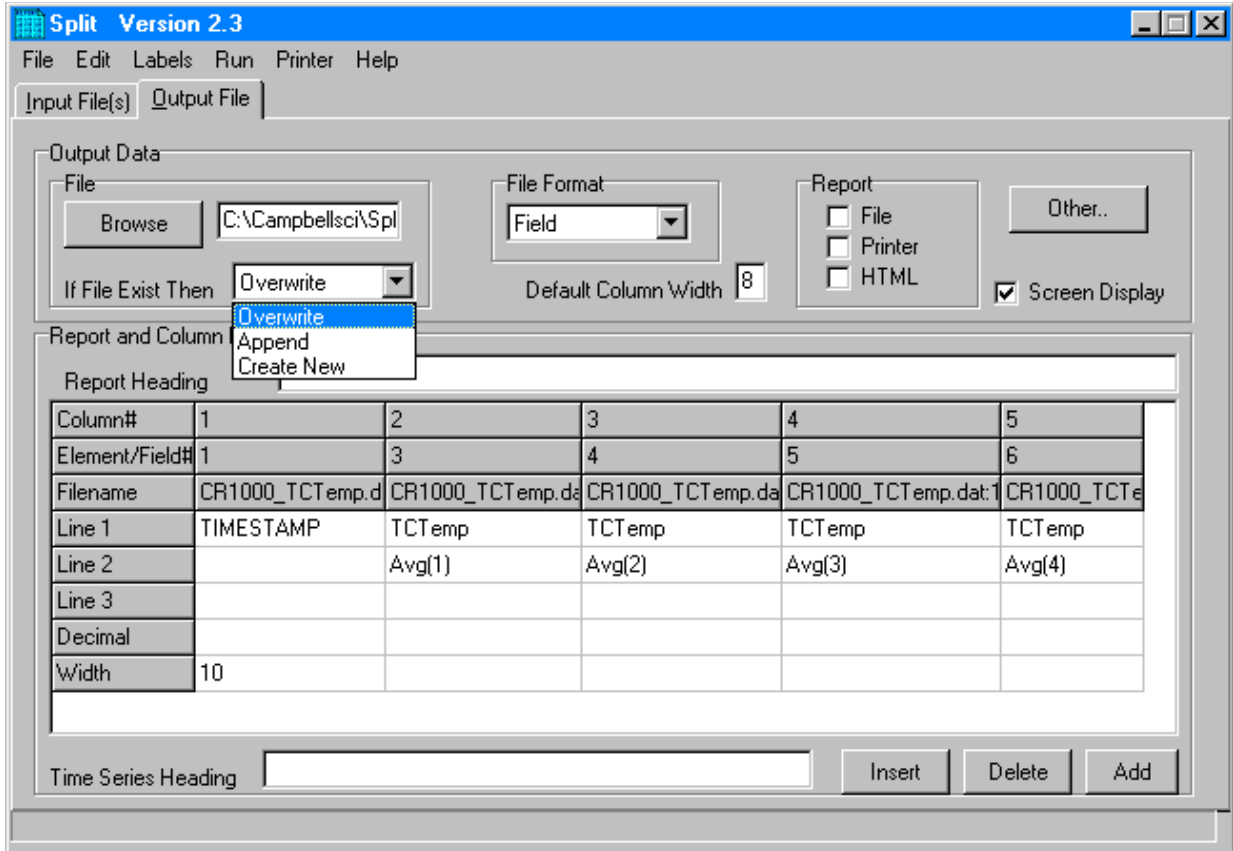 Split Version 2.3
File Edit Labels Run Printer Help
Input File(s) Output File
Output Data
File File Format Report
Browse C:\Campbellsci\Spl Field File Other..
Printer
If File Exist Then Overwrite Default Column Width 8 HTML Screen Display
Overwrite
Report and Column
Append
Create New
Report Heading
Column# 1 2 3 4 5
Element/Field# 1 3 4 5 6
Filename CR1000_TCTemp.d CR1000_TCTemp.da CR1000_TCTemp.da CR1000_TCTemp.dat:1 CR1000_TCTe
Line 1 TIMESTAMP TCTemp TCTemp TCTemp TCTemp
Line 2 Avg(1) Avg(2) Avg(3) Avg(4)
Line 3
Decimal
Width 10
Time Series Heading Insert Delete Add